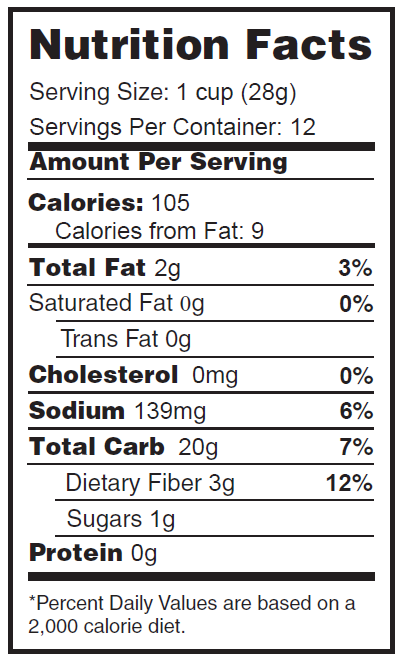 Nutrition Facts
Serving Size: 1 cup (28g)
Servings Per Container: 12
Amount Per Serving
Calories: 105
Calories from Fat: 9
Total Fat 2g 3%
Saturated Fat 0g 0%
Trans Fat 0g
Cholesterol 0mg 0%
Sodium 139mg 6%
Total Carb 20g 7%
Dietary Fiber 3g 12%
Sugars 1g
Protein 0g
*Percent Daily Values are based on a
2,000 calorie diet.